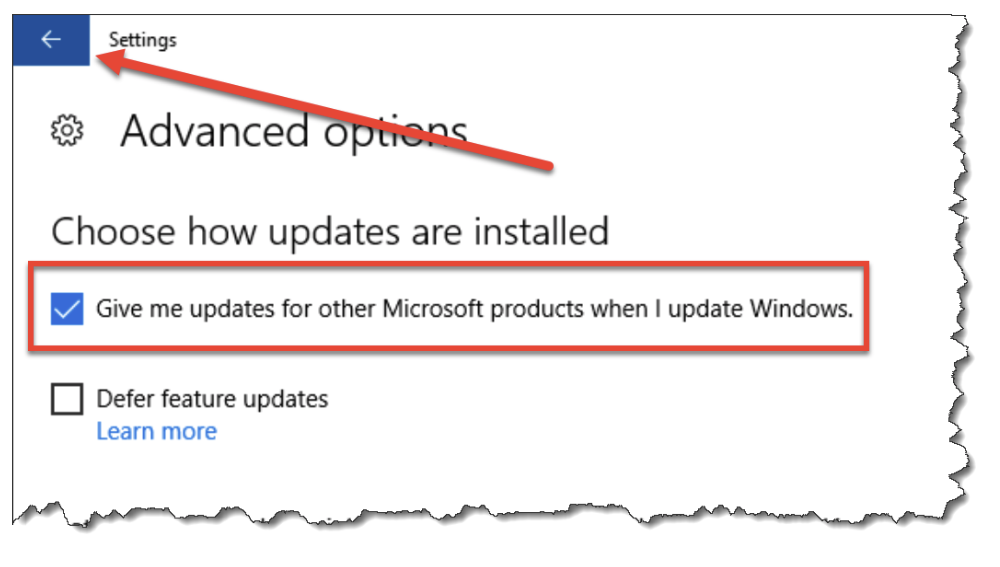 Settings
Advanced options
Choose how updates are installed
Give me updates for other Microsoft products when I update Windows.
Defer feature updates
Learn more